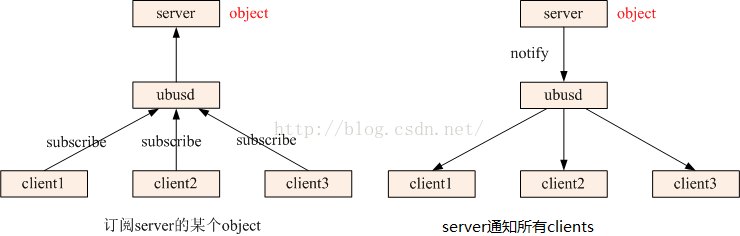 server object
ubusd
subscribe subscribe subscribe
client1 client2 client3
订阅server的某个object
server object
notify
ubusd
client1 client2 client3
server通知所有clients
http://blog.csdn.net/